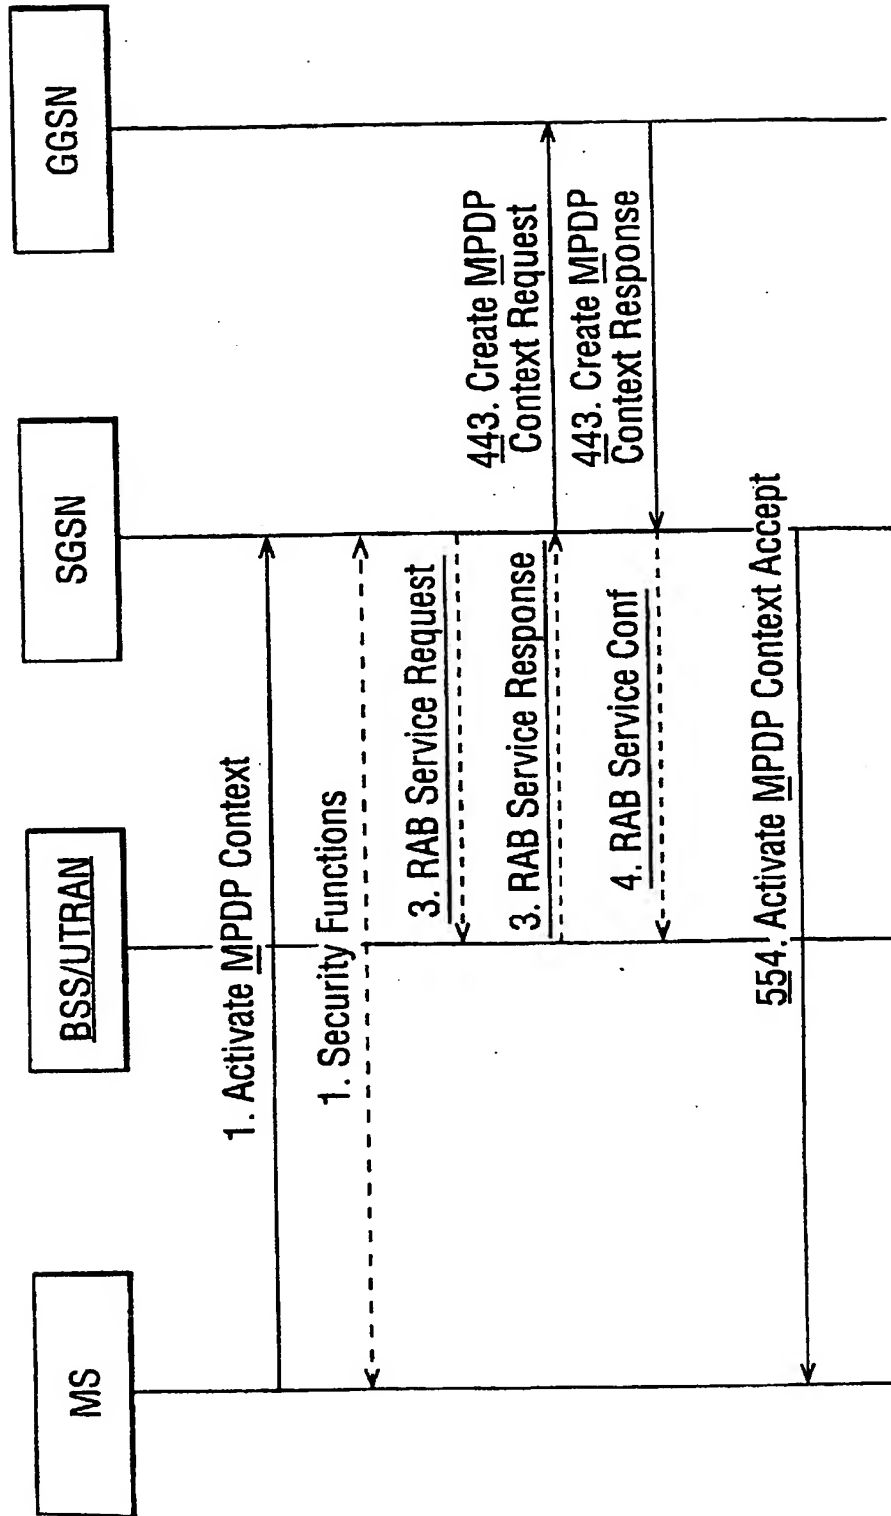 MS
BSS/UTRAN
SGSN
GGSN
1. Activate MPDP Context
1. Security Functions
3. RAB Service Request
3. RAB Service Response
443. Create MPDP
Context Request
4. RAB Service Conf
443. Create MPDP
Context Response
554. Activate MPDP Context Accept